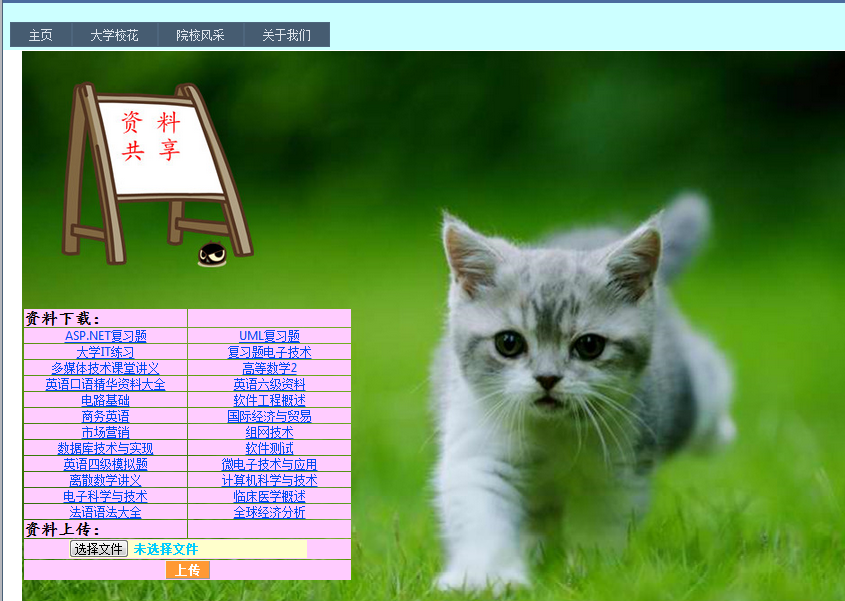 主页 大学校花 院校风采 关于我们
资 料
共 享
资料下载：
ASP.NET复习题 UML复习题
大学IT练习 复习题电子技术
多媒体技术课堂讲义 高等数学2
英语口语精华资料大全 英语六级资料
电路基础 软件工程概述
商务英语 国际经济与贸易
市场营销 组网技术
数据库技术与实现 软件测试
英语四级模拟题 微电子技术与应用
离散数学讲义 计算机科学与技术
电子科学与技术 临床医学概述
法语语法大全 全球经济分析
资料上传：
选择文件 未选择文件
上传